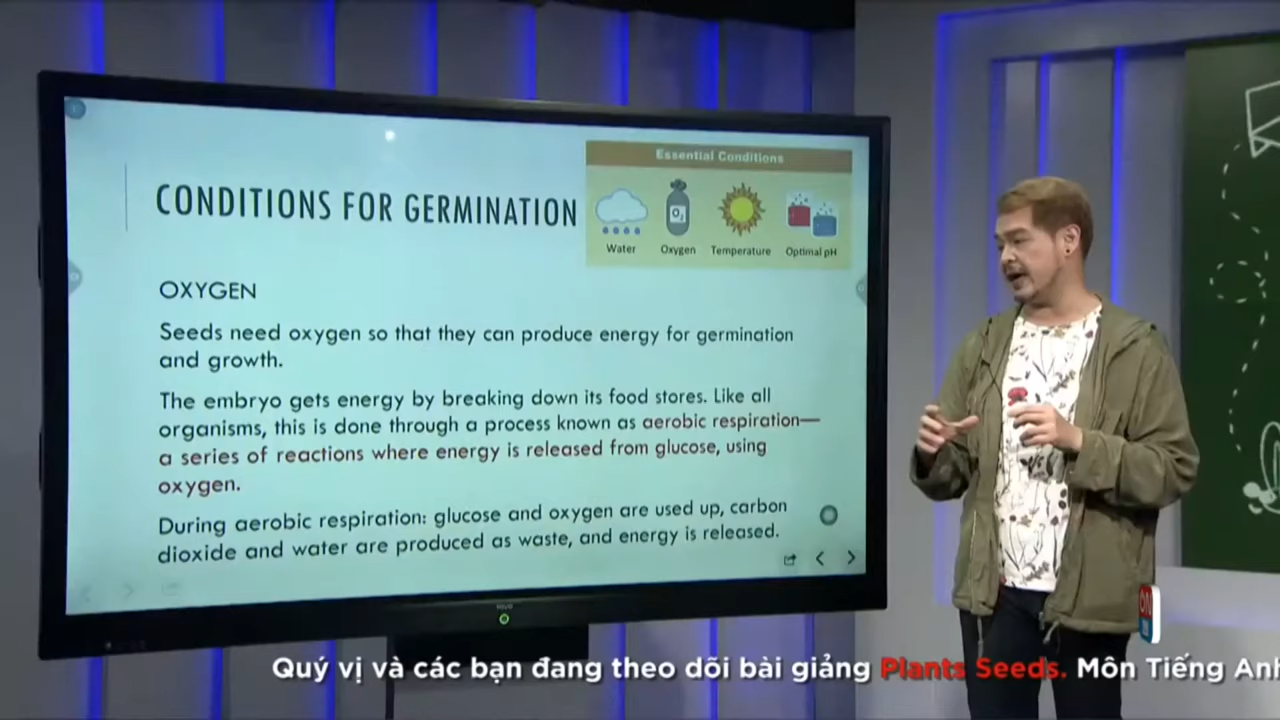 Essential Conditions
CONDITIONS FOR GERMINATION
O₂
Water
Oxygen
Temperature
Optimal pH
OXYGEN
Seeds need oxygen so that they can produce energy for germination
and growth.
The embryo gets energy by breaking down its food stores. Like all
organisms, this is done through a process known as aerobic respiration—
a series of reactions where energy is released from glucose, using
oxygen.
During aerobic respiration: glucose and oxygen are used up, carbon
dioxide and water are produced as waste, and energy is released.
ON
Quý vị và các bạn đang theo dõi bài giảng Plants Seeds. Môn Tiếng Anh